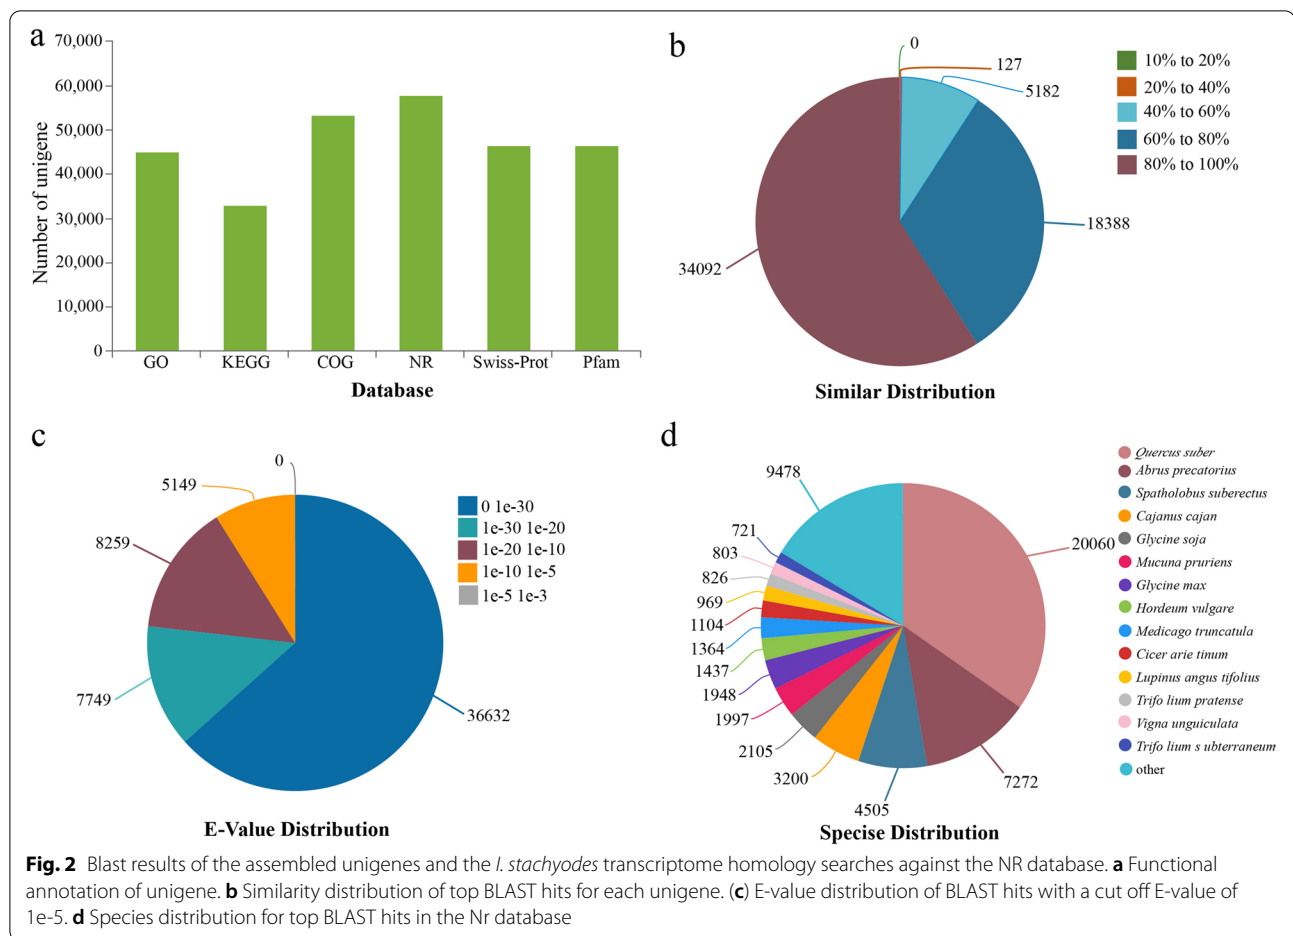 a
70,000
60,000
50,000
40,000
30,000
20,000
10,000
0
Number of unigene
GO KEGG COG NR Swiss-Prot Pfam
Database
b
0
127
5182
18388
34092
10% to 20%
20% to 40%
40% to 60%
60% to 80%
80% to 100%
Similar Distribution
c
0
5149
8259
7749
36632
0 1e-30
1e-30 1e-20
1e-20 1e-10
1e-10 1e-5
1e-5 1e-3
E-Value Distribution
d
9478
721
803
826
969
1104
1364
1437
1948
1997
2105
3200
4505
7272
20060
Quercus suber
Abrus precatorius
Spatholobus suberectus
Cajanus cajan
Glycine soja
Mucuna pruriens
Glycine max
Hordeum vulgare
Medicago truncatula
Cicer arie tinum
Lupinus angus tifolius
Trifo lium pratense
Vigna unguiculata
Trifo lium s ubterraneum
other
Specise Distribution
Fig. 2 Blast results of the assembled unigenes and the I. stachyodes transcriptome homology searches against the NR database. a Functional
annotation of unigene. b Similarity distribution of top BLAST hits for each unigene. (c) E-value distribution of BLAST hits with a cut off E-value of
1e-5. d Species distribution for top BLAST hits in the Nr database